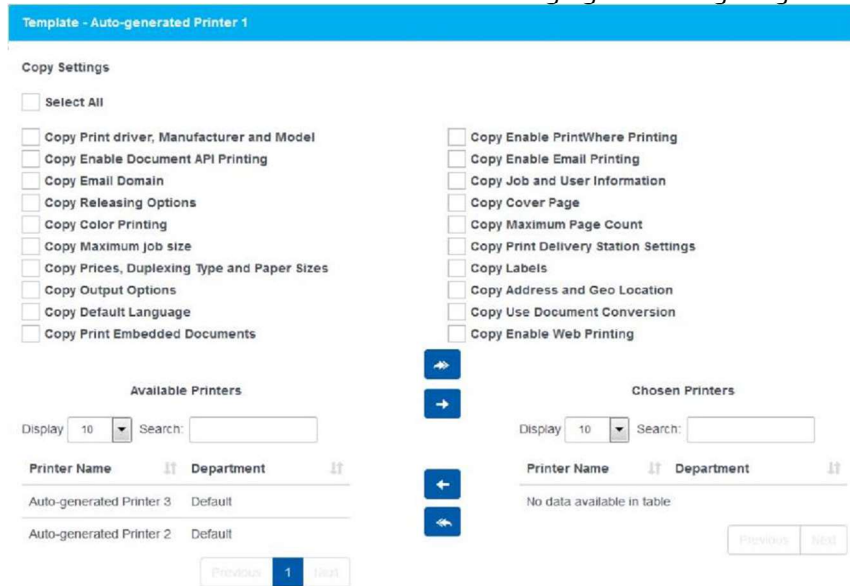 Template - Auto-generated Printer 1
Copy Settings
Select All
Copy Print driver, Manufacturer and Model
Copy Enable Document API Printing
Copy Email Domain
Copy Releasing Options
Copy Color Printing
Copy Maximum job size
Copy Prices, Duplexing Type and Paper Sizes
Copy Output Options
Copy Default Language
Copy Print Embedded Documents
Copy Enable PrintWhere Printing
Copy Enable Email Printing
Copy Job and User Information
Copy Cover Page
Copy Maximum Page Count
Copy Print Delivery Station Settings
Copy Labels
Copy Address and Geo Location
Copy Use Document Conversion
Copy Enable Web Printing
Available Printers
Display 10 Search:
Printer Name Department
Auto-generated Printer 3 Default
Auto-generated Printer 2 Default
Previous 1 Next
Chosen Printers
Display 10 Search:
Printer Name Department
No data available in table
Previous Next